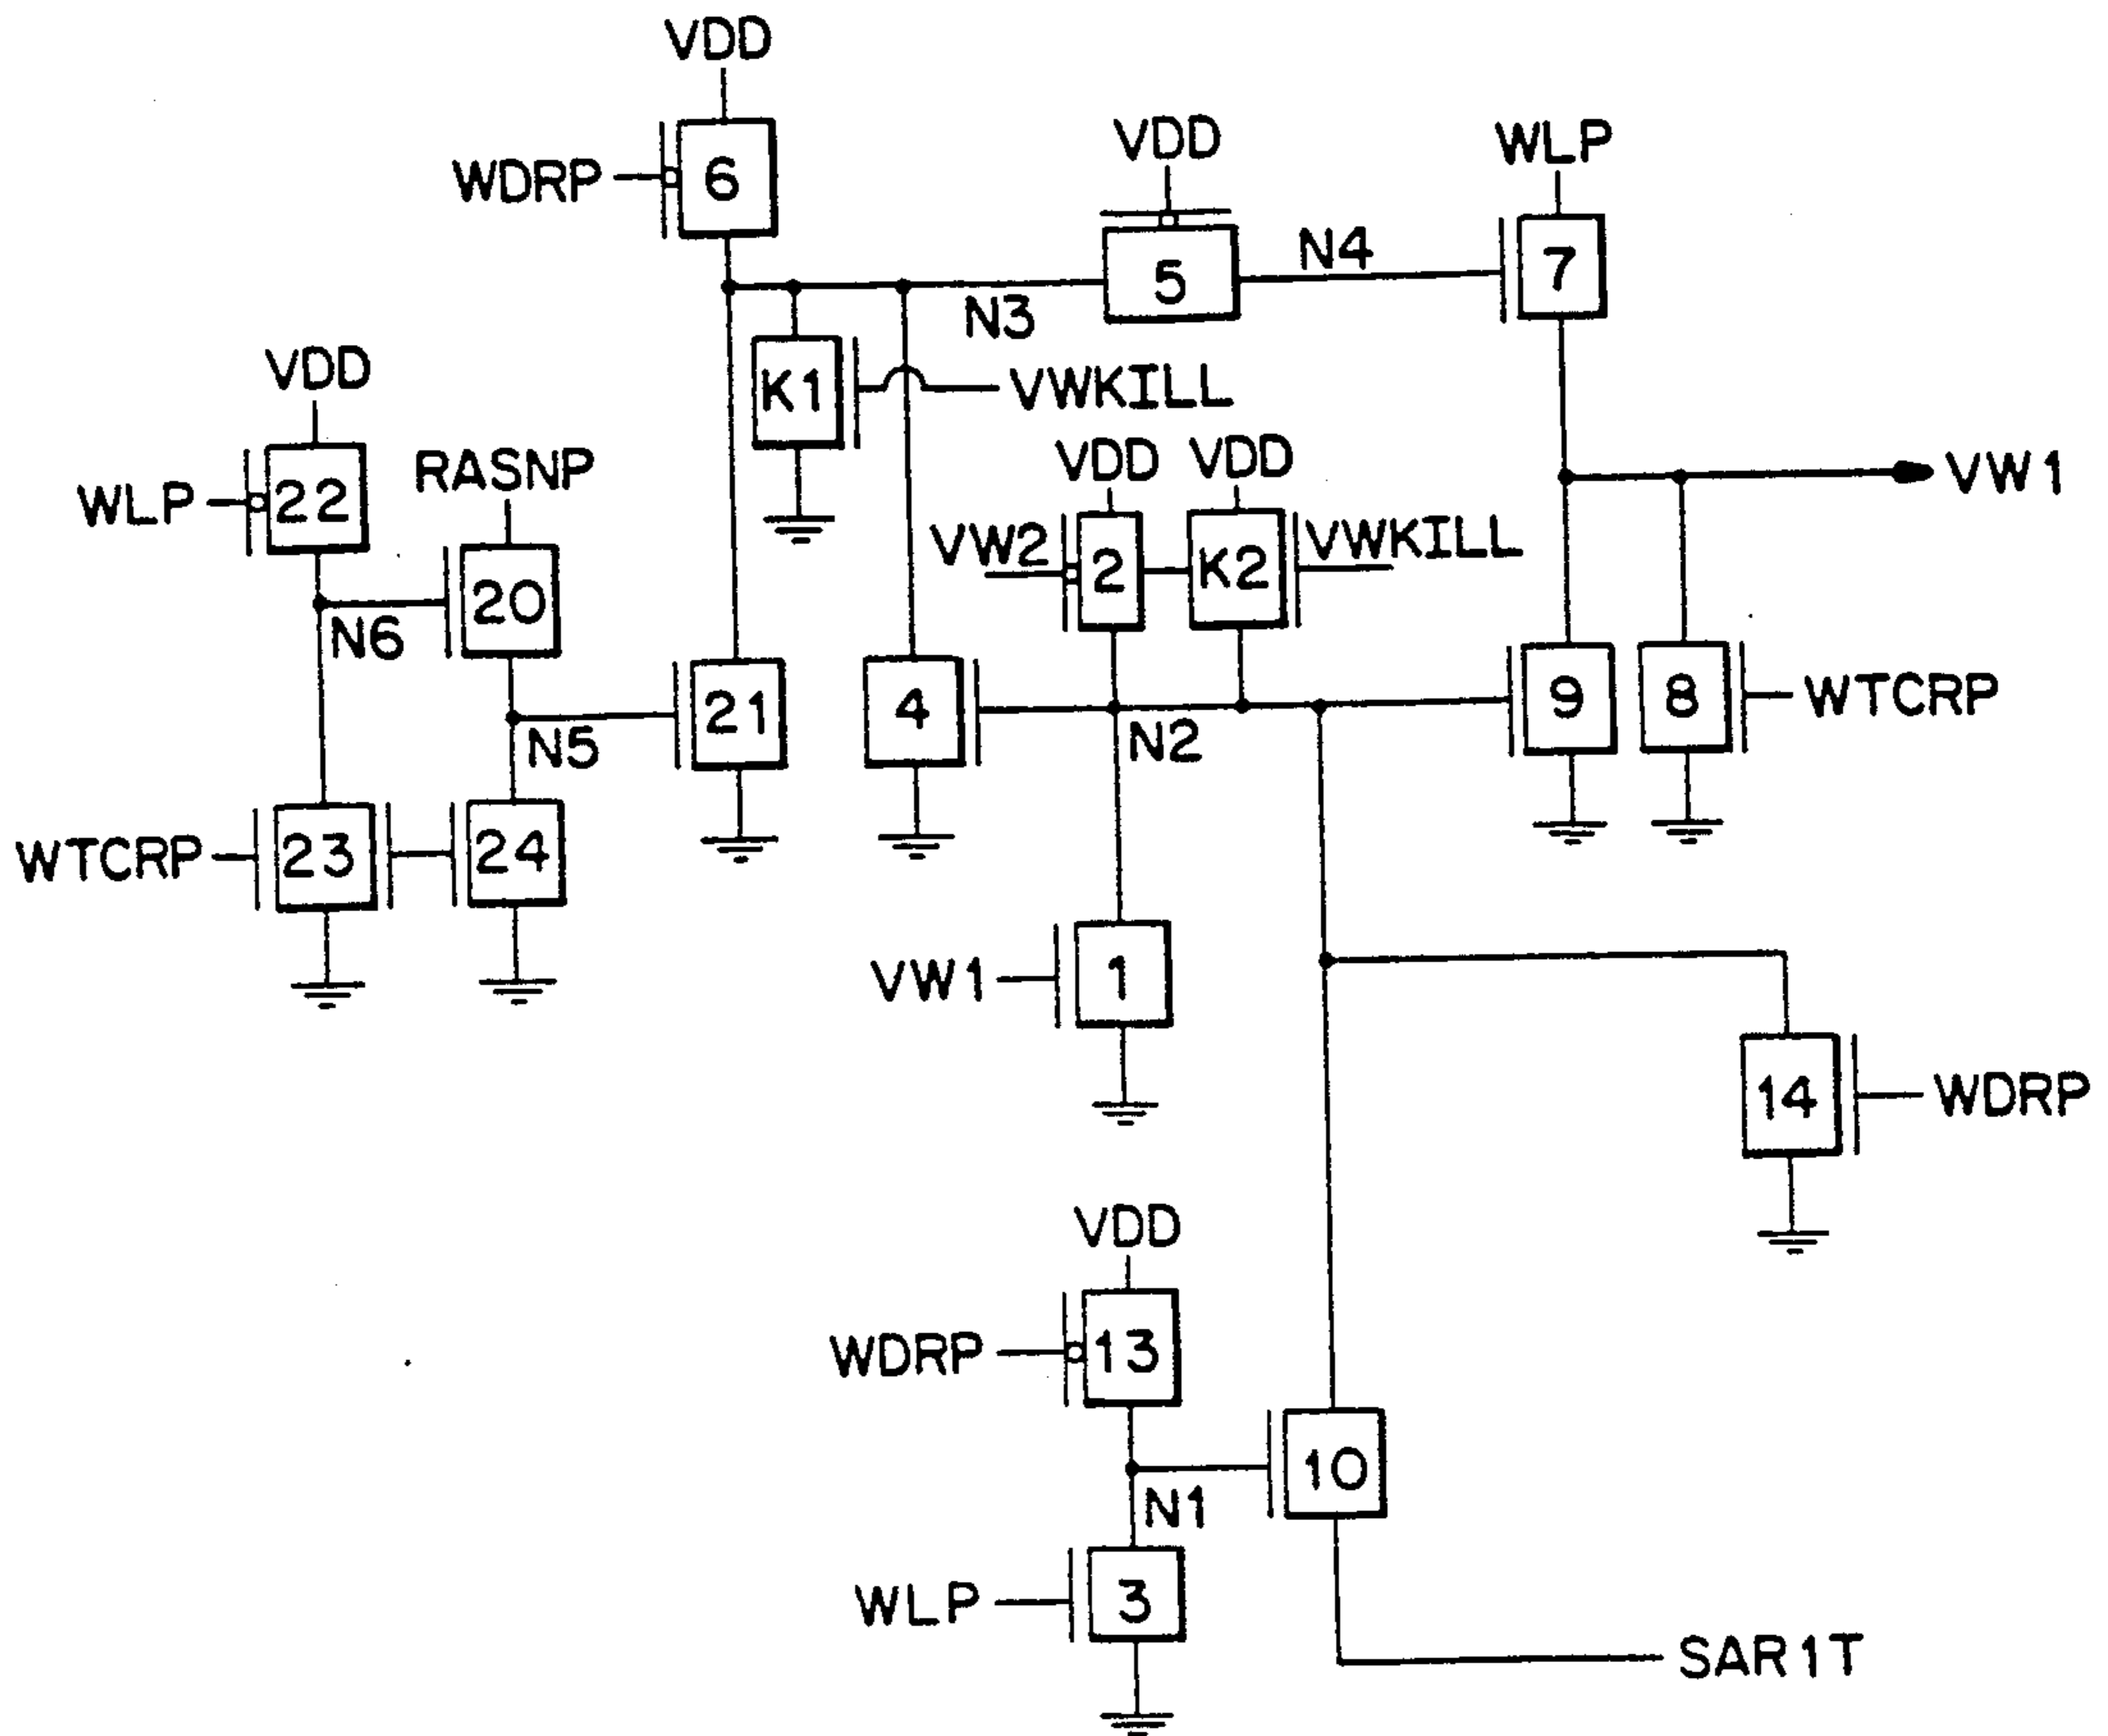 VDD
VDD
WLP
WDRP
6
5
N4
7
N3
VDD
K1
VWKILL
VDD
VDD
RASNP
VW1
WLP
22
VW2
2
K2
VWKILL
20
N6
21
4
9
8
WTCRP
N5
N2
WTCRP
23
24
VW1
1
14
WDRP
VDD
WDRP
13
10
N1
WLP
3
SAR1T